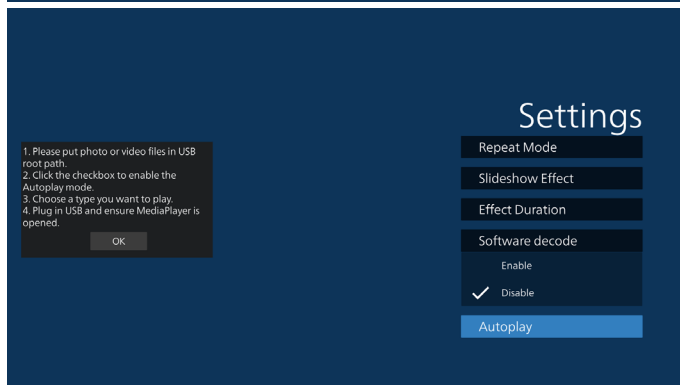 Settings
1. Please put photo or video files in USB
root path.
2. Click the checkbox to enable the
Autoplay mode.
3. Choose a type you want to play.
4. Plug in USB and ensure MediaPlayer is
opened.
OK
Repeat Mode
Slideshow Effect
Effect Duration
Software decode
Enable
Disable
Autoplay